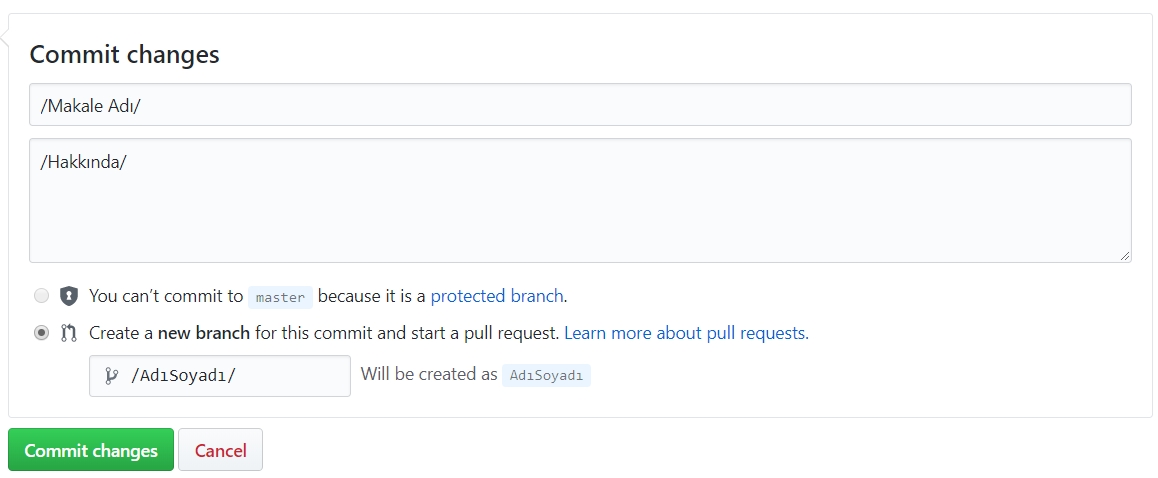 Commit changes
/Makale Adı/
/Hakkında/
You can't commit to master because it is a protected branch.
Create a new branch for this commit and start a pull request. Learn more about pull requests.
/AdıSoyadı/ Will be created as AdıSoyadı
Commit changes Cancel